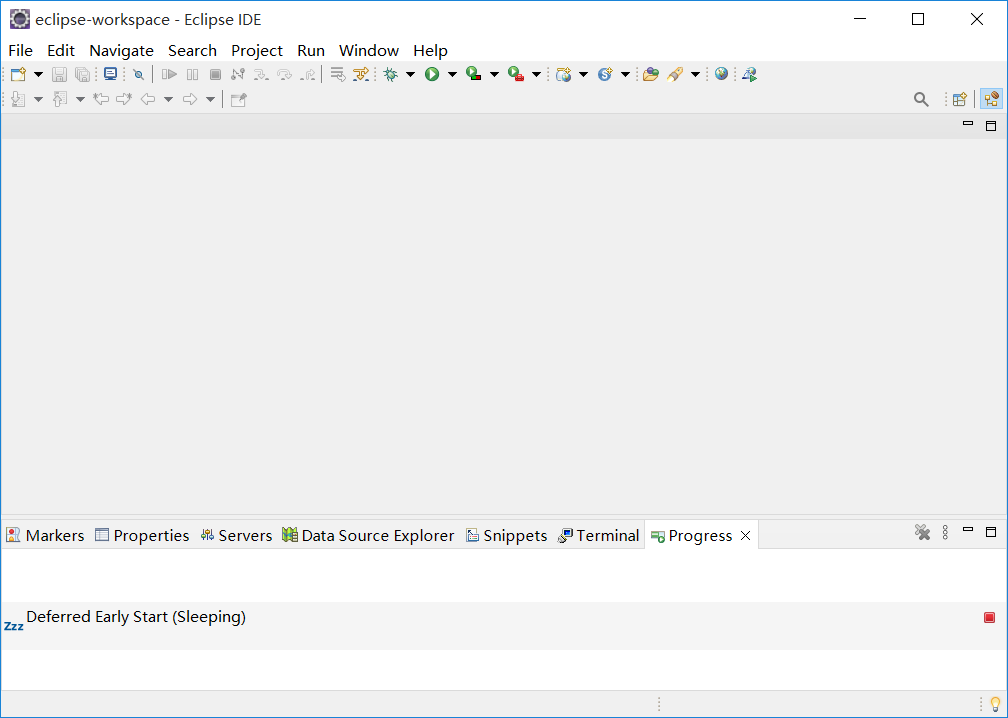 eclipse-workspace - Eclipse IDE
File Edit Navigate Search Project Run Window Help
Markers Properties Servers Data Source Explorer Snippets Terminal Progress
Zzz Deferred Early Start (Sleeping)